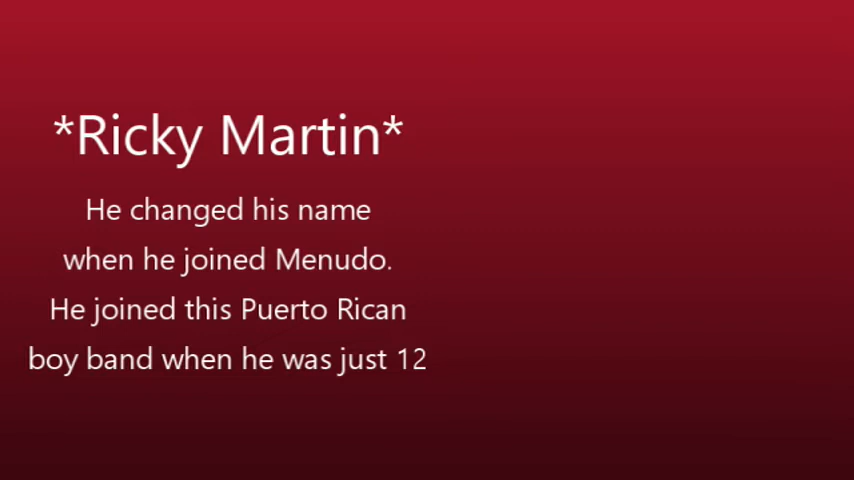 *Ricky Martin*
He changed his name
when he joined Menudo.
He joined this Puerto Rican
boy band when he was just 12